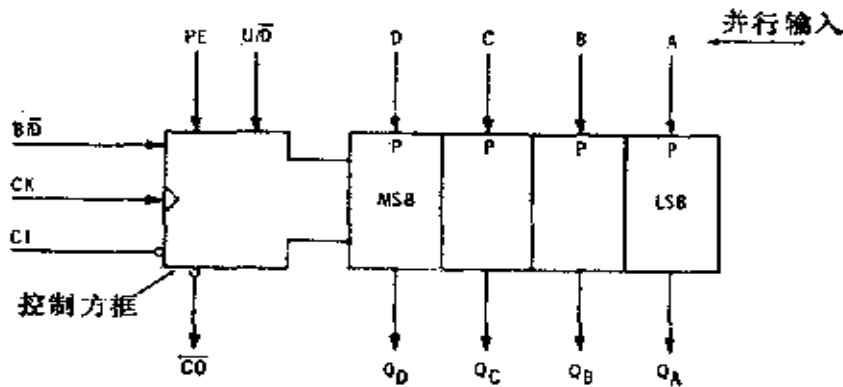 并行输入
PE U/D̅ D C B A
B/D̅
P P P P
CK
MSB LSB
CI
控制方框
C̅O̅
Q_D Q_C Q_B Q_A